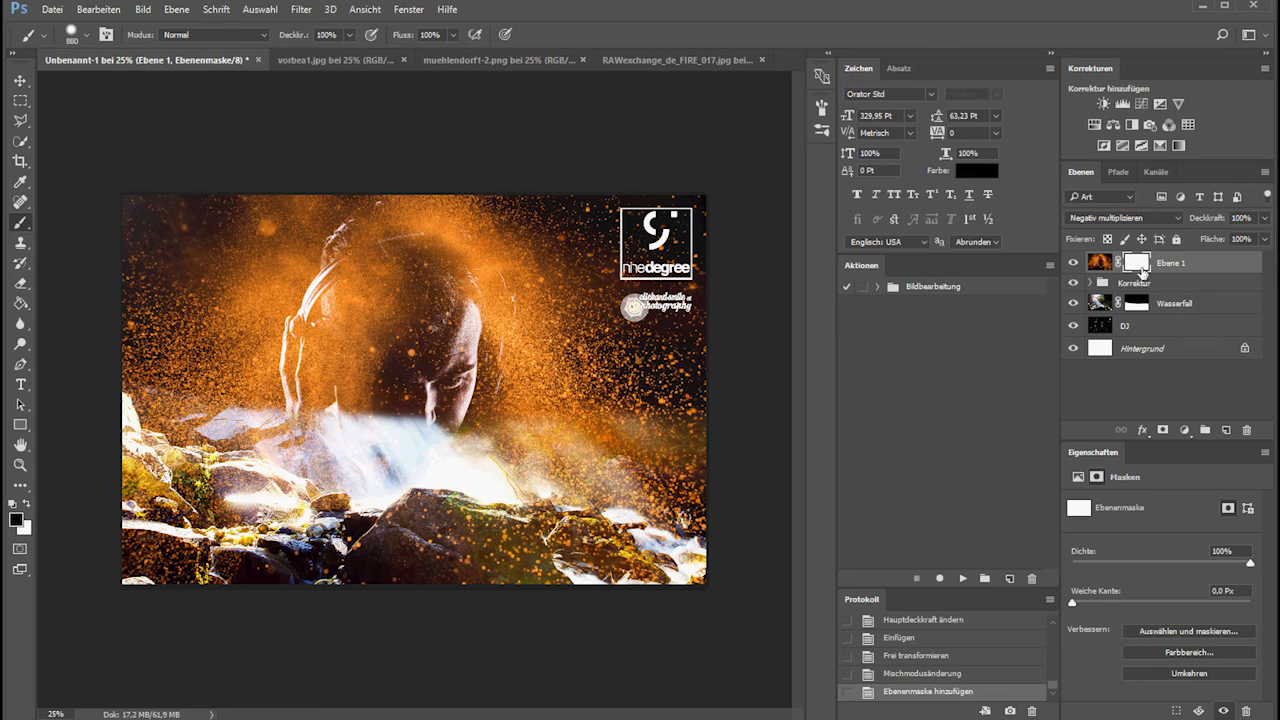 Ps Datei Bearbeiten Bild Ebene Schrift Auswahl Filter 3D Ansicht Fenster Hilfe
880 Modus: Normal Deckkr.: 100% Fluss: 100%
Unbenannt-1 bei 25% (Ebene 1, Ebenenmaske/8) * × vorbea1.jpg bei 25% (RGB/... × muehlendorf1-2.png bei 25% (RGB/... × RAWexchange_de_FIRE_017.jpg bei... ×
Zeichen Absatz
Orator Std
329,95 Pt 63,23 Pt
Metrisch 0
100% 100%
0 Pt Farbe:
Englisch: USA Abrunden
Aktionen
Bildbearbeitung
Protokoll
Hauptdeckkraft ändern
Einfügen
Frei transformieren
Mischmodusänderung
Ebenenmaske hinzufügen
Korrekturen
Korrektur hinzufügen
Ebenen Pfade Kanäle
Art
Negativ multiplizieren Deckkraft: 100%
Fixieren: Fläche: 100%
Ebene 1
Korrektur
Wasserfall
DJ
Hintergrund
Eigenschaften
Masken
Ebenenmaske
Dichte: 100%
Weiche Kante: 0,0 Px
Verbessern: Auswählen und maskieren...
Farbbereich...
Umkehren
ninedegree
clickandsmile
photography
25% Dok: 17,2 MB/61,9 MB